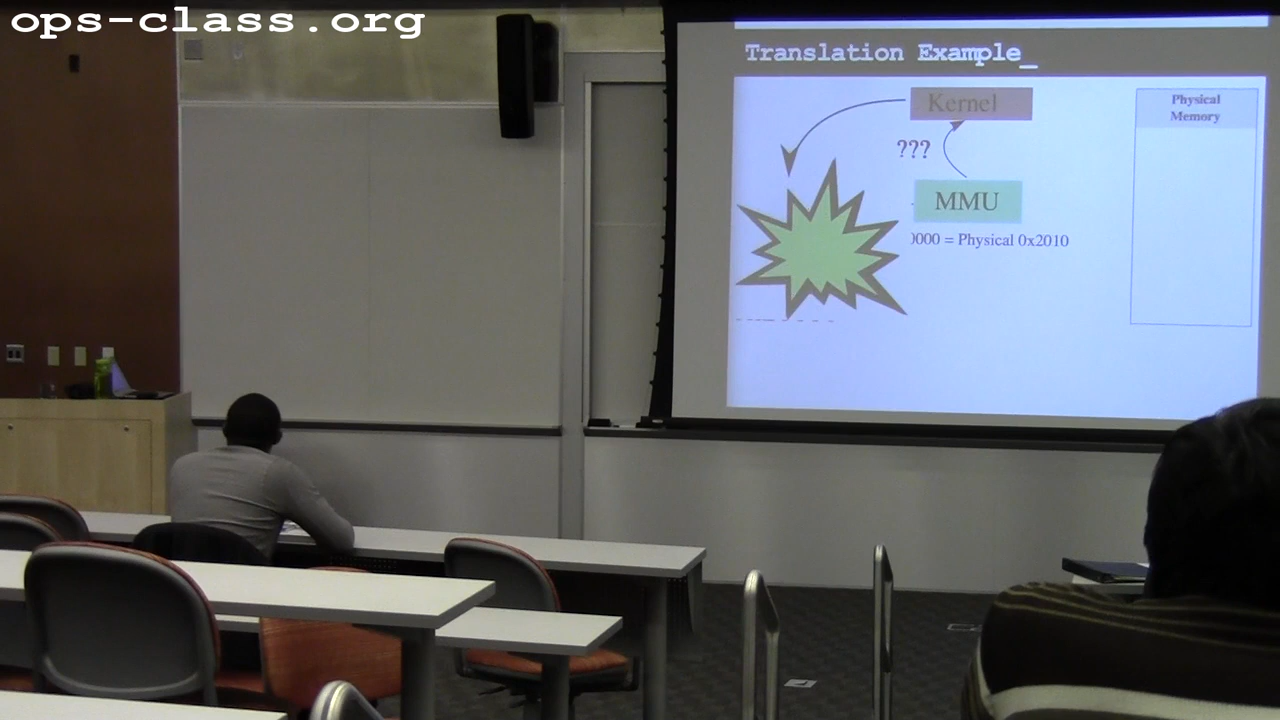 ops-class.org
Translation Example_
Kernel
Physical
Memory
???
MMU
0000 = Physical 0x2010